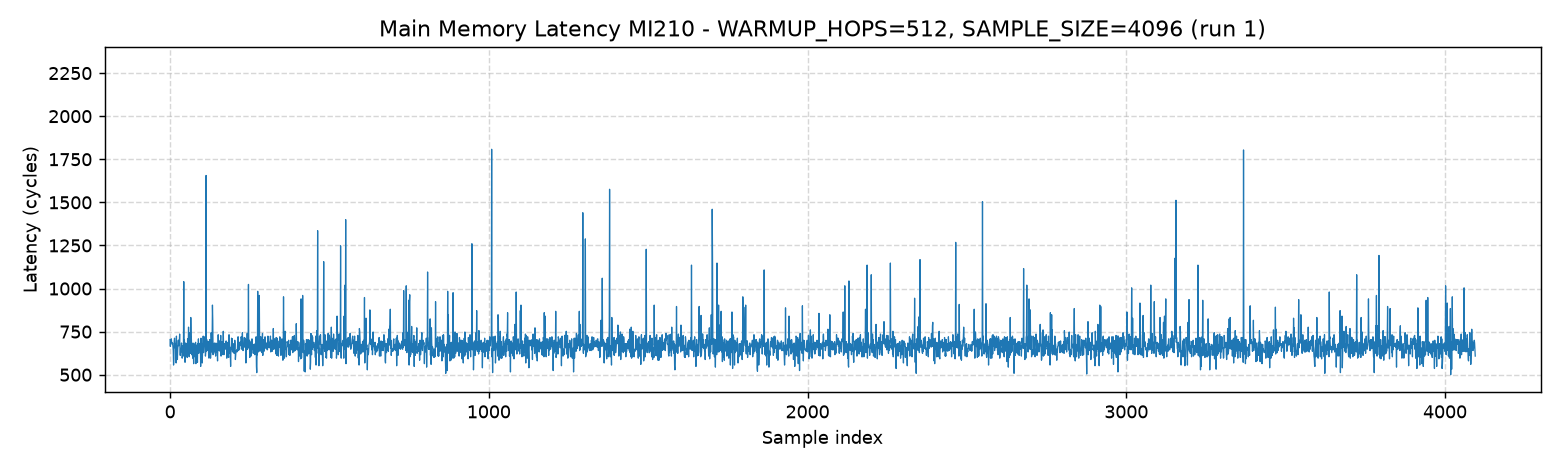 Main Memory Latency MI210 - WARMUP_HOPS=512, SAMPLE_SIZE=4096 (run 1)
Latency (cycles)
2250
2000
1750
1500
1250
1000
750
500
0 1000 2000 3000 4000
Sample index